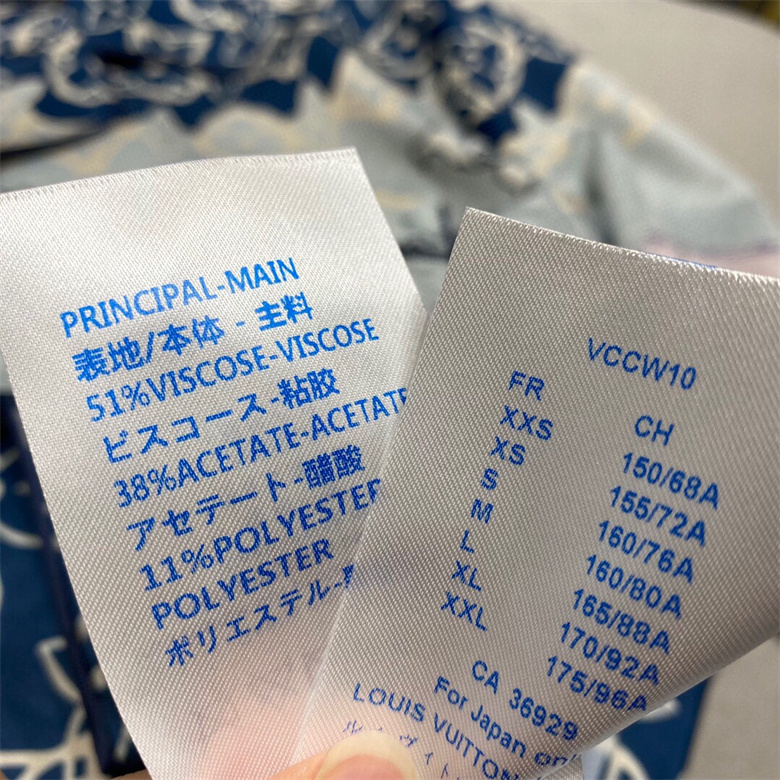 PRINCIPAL-MAIN
表地/本体 - 主料
51%VISCOSE-VISCOSE
ビスコース-粘胶
38%ACETATE-ACETATE
アセテート-醋酸
11%POLYESTER
POLYESTER
ポリエステル-
VCCW10
FR CH
XXS 150/68A
XS 155/72A
S 160/76A
M 160/80A
L 165/88A
XL 170/92A
XXL 175/96A
CA 36929
For Japan only
LOUIS VUITTON